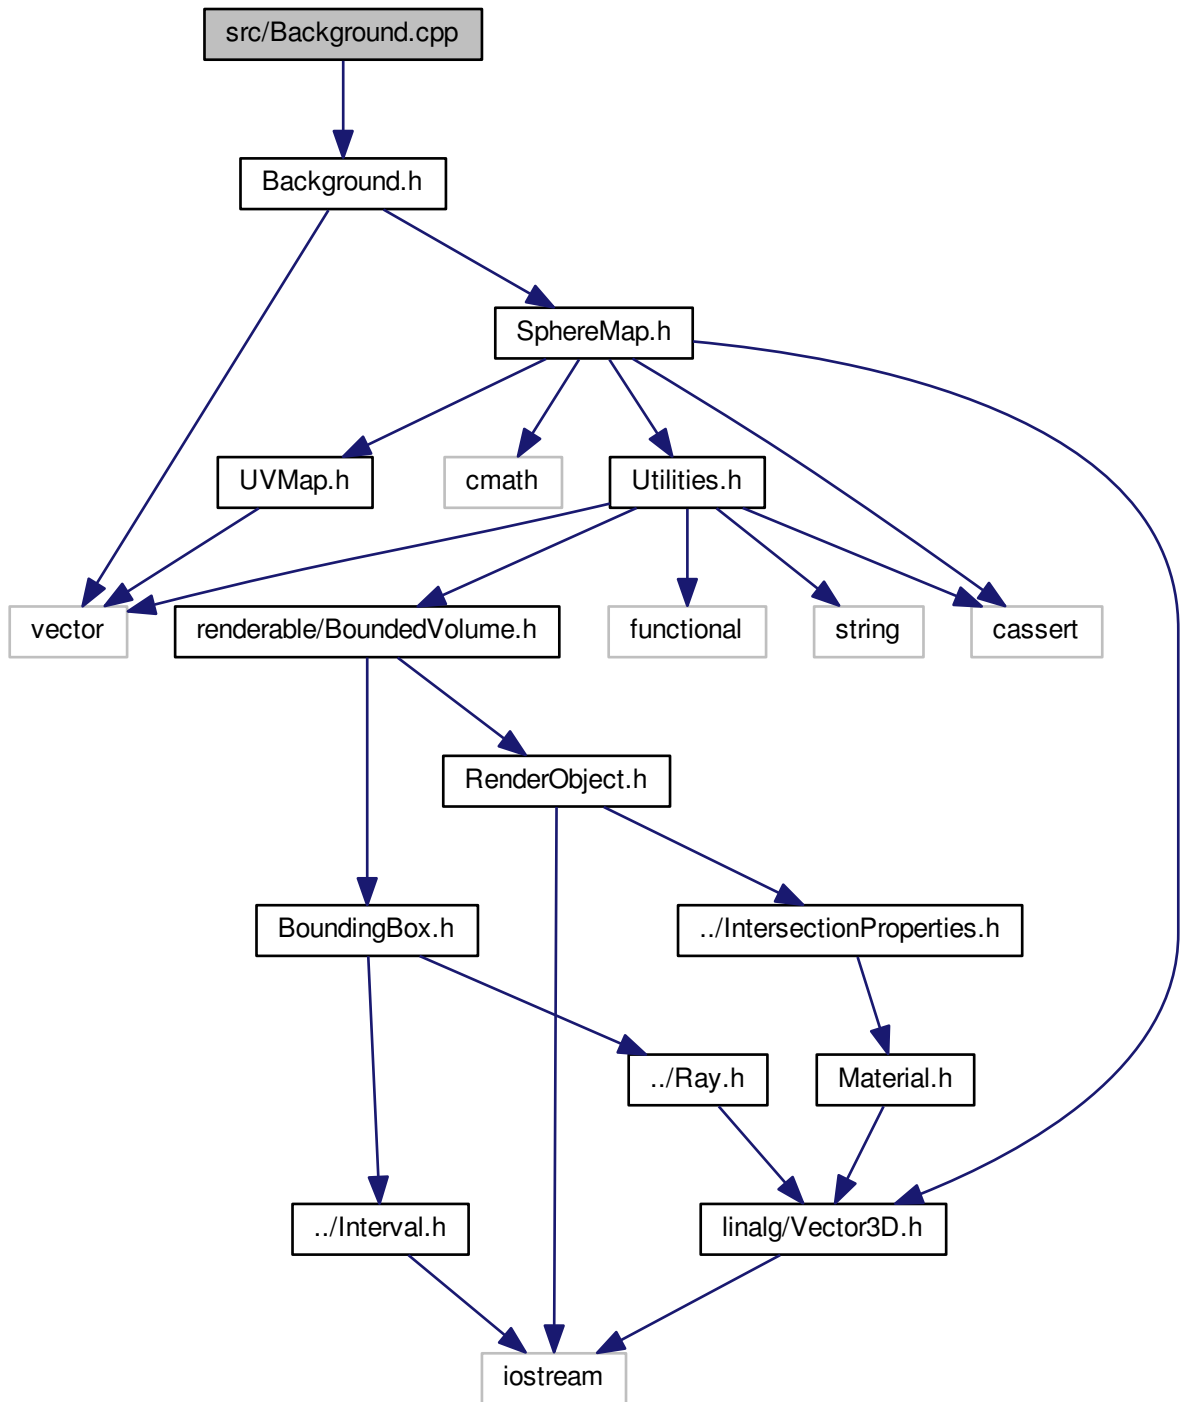 src/Background.cpp
Background.h
SphereMap.h
UVMap.h
cmath
Utilities.h
vector
renderable/BoundedVolume.h
functional
string
cassert
RenderObject.h
BoundingBox.h
../IntersectionProperties.h
../Ray.h
Material.h
../Interval.h
linalg/Vector3D.h
iostream